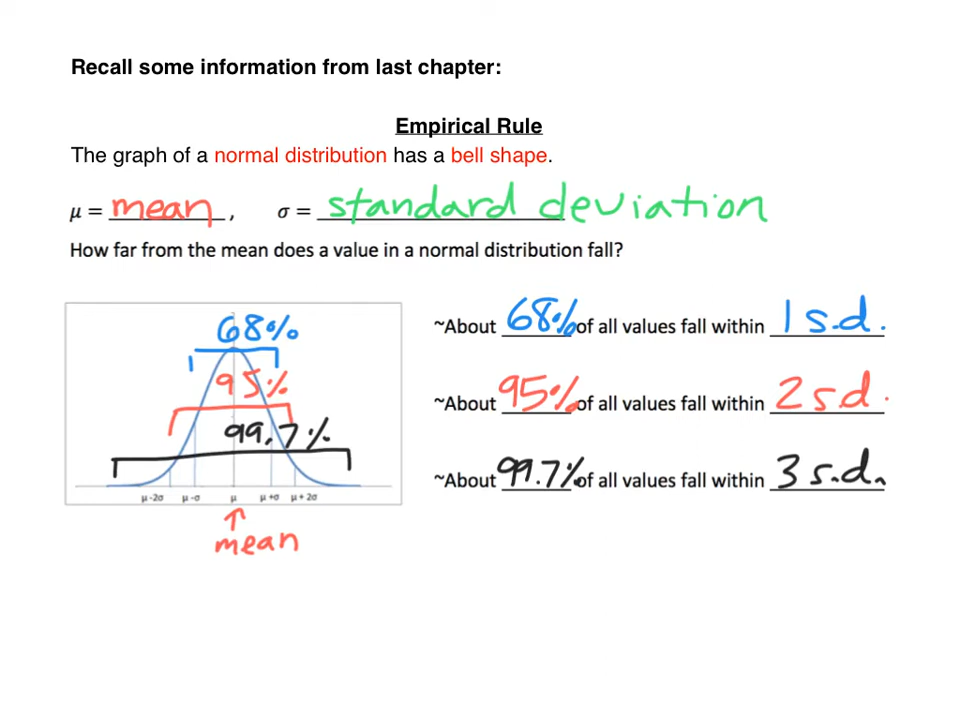 Recall some information from last chapter:
Empirical Rule
The graph of a normal distribution has a bell shape.
μ = mean, σ = standard deviation
How far from the mean does a value in a normal distribution fall?
68%
95%
99.7%
μ-2σ μ-σ μ μ+σ μ+2σ
mean
~About 68% of all values fall within 1 s.d.
~About 95% of all values fall within 2 s.d.
~About 99.7% of all values fall within 3 s.d.